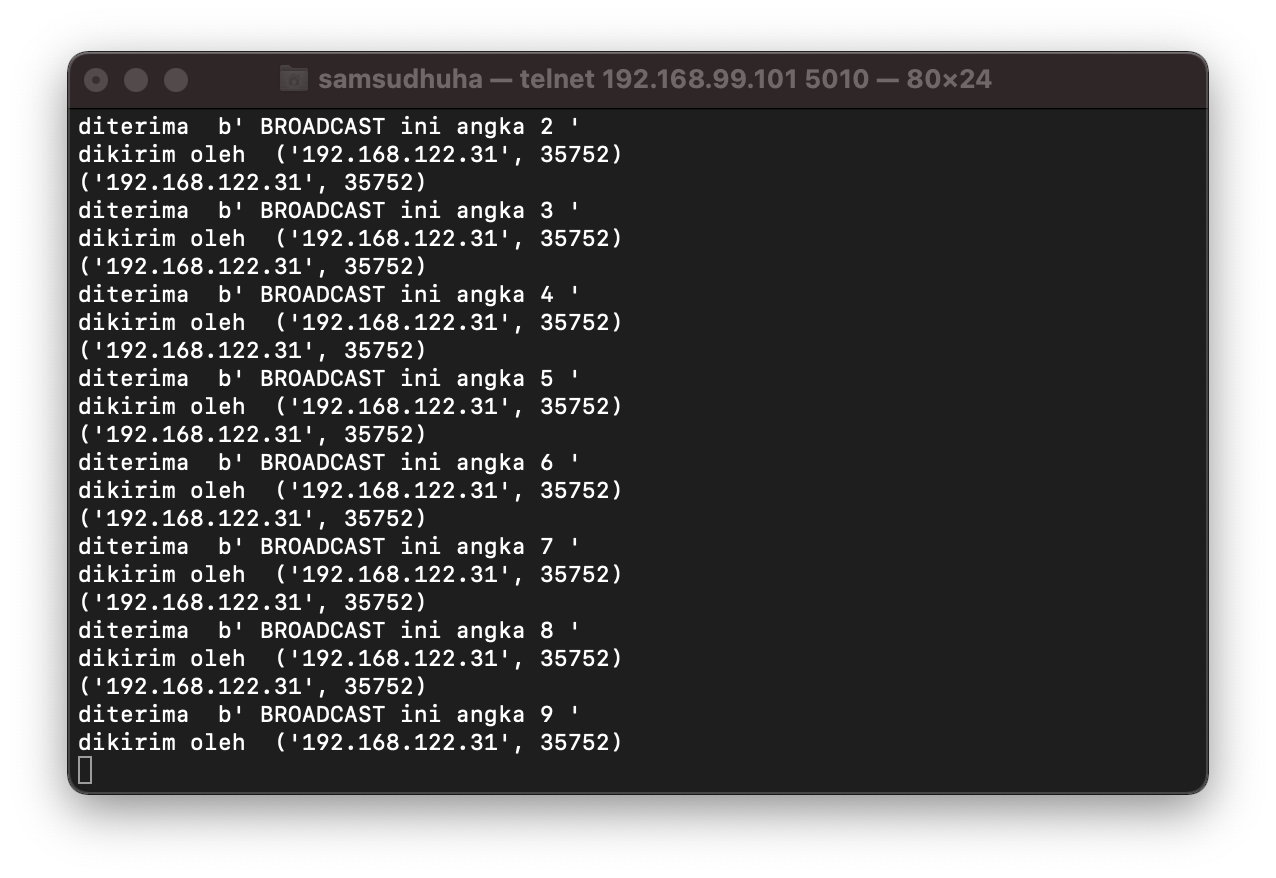 samsudhuha — telnet 192.168.99.101 5010 — 80×24
diterima  b' BROADCAST ini angka 2 '
dikirim oleh  ('192.168.122.31', 35752)
('192.168.122.31', 35752)
diterima  b' BROADCAST ini angka 3 '
dikirim oleh  ('192.168.122.31', 35752)
('192.168.122.31', 35752)
diterima  b' BROADCAST ini angka 4 '
dikirim oleh  ('192.168.122.31', 35752)
('192.168.122.31', 35752)
diterima  b' BROADCAST ini angka 5 '
dikirim oleh  ('192.168.122.31', 35752)
('192.168.122.31', 35752)
diterima  b' BROADCAST ini angka 6 '
dikirim oleh  ('192.168.122.31', 35752)
('192.168.122.31', 35752)
diterima  b' BROADCAST ini angka 7 '
dikirim oleh  ('192.168.122.31', 35752)
('192.168.122.31', 35752)
diterima  b' BROADCAST ini angka 8 '
dikirim oleh  ('192.168.122.31', 35752)
('192.168.122.31', 35752)
diterima  b' BROADCAST ini angka 9 '
dikirim oleh  ('192.168.122.31', 35752)